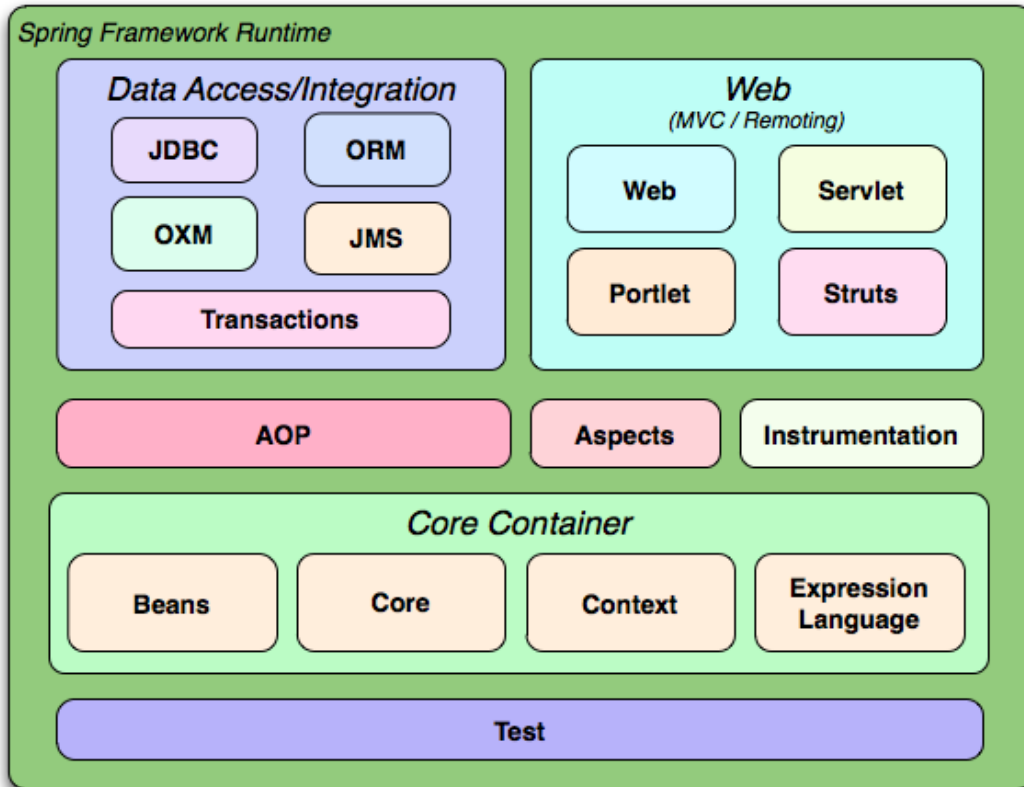 Spring Framework Runtime
Data Access/Integration
JDBC
ORM
OXM
JMS
Transactions
Web
(MVC / Remoting)
Web
Servlet
Portlet
Struts
AOP
Aspects
Instrumentation
Core Container
Beans
Core
Context
Expression
Language
Test